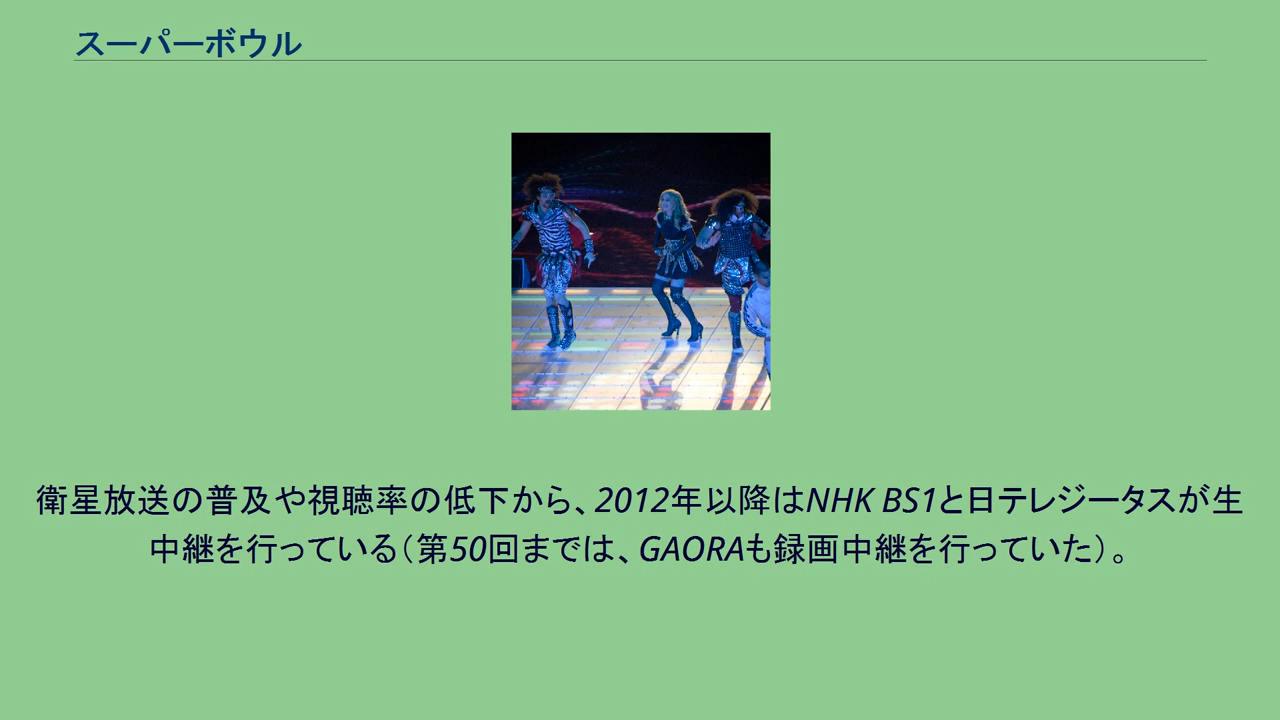 スーパーボウル
衛星放送の普及や視聴率の低下から、2012年以降はNHK BS1と日テレジータスが生
中継を行っている（第50回までは、GAORAも録画中継を行っていた）。